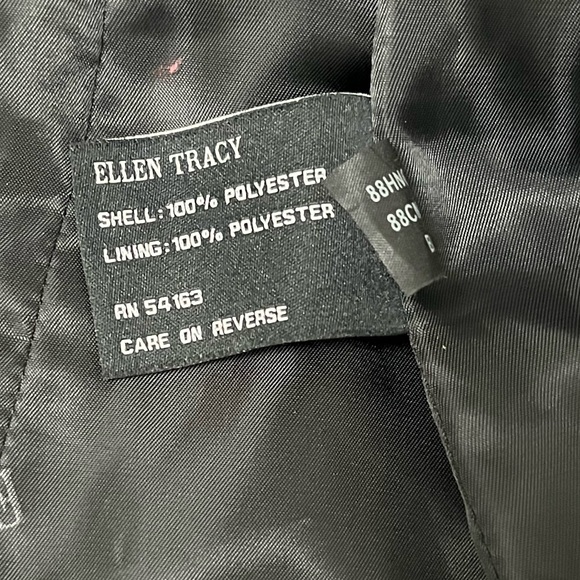 ELLEN TRACY
SHELL:100% POLYESTER
LINING:100% POLYESTER
RN 54163
CARE ON REVERSE